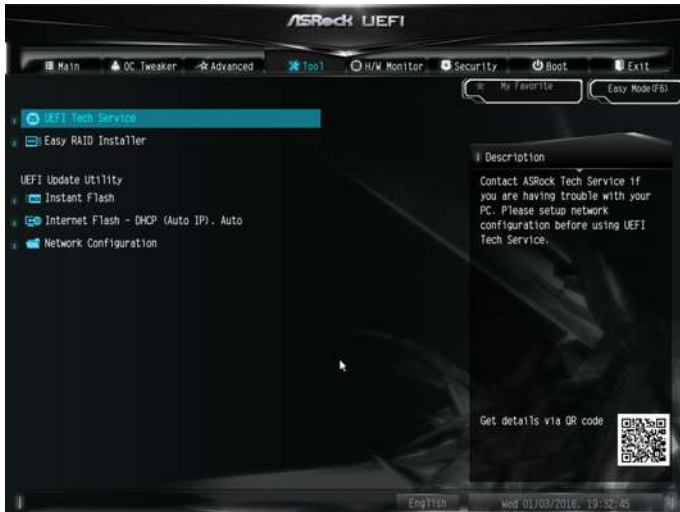 ASRock UEFI
Main OC Tweaker Advanced Tool H/W Monitor Security Boot Exit
My Favorite Easy Mode(F6)
UEFI Tech Service
Easy RAID Installer
UEFI Update Utility
Instant Flash
Internet Flash - DHCP (Auto IP). Auto
Network Configuration
Description
Contact ASRock Tech Service if
you are having trouble with your
PC. Please setup network
configuration before using UEFI
Tech Service.
Get details via QR code
English Wed 01/03/2018. 19:32:45